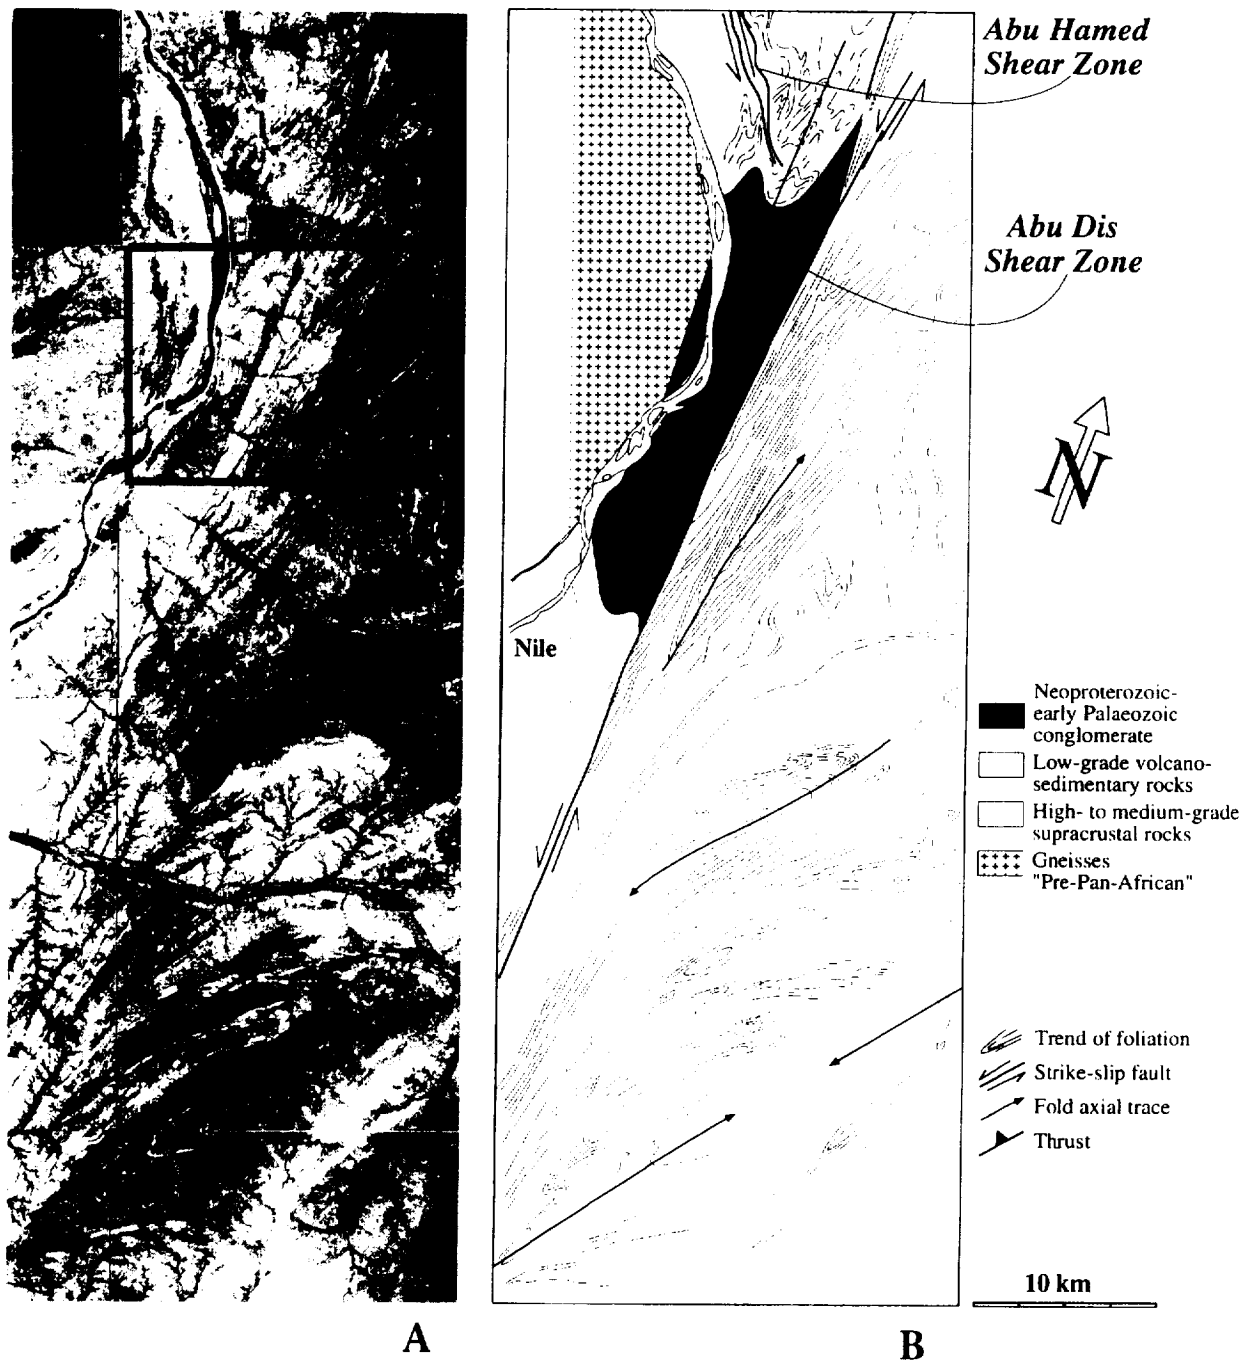 Abu Hamed
Shear Zone
Abu Dis
Shear Zone
N
Nile
Neoproterozoic-
early Palaeozoic
conglomerate
Low-grade volcano-
sedimentary rocks
High- to medium-grade
supracrustal rocks
Gneisses
"Pre-Pan-African"
Trend of foliation
Strike-slip fault
Fold axial trace
Thrust
10 km
A
B